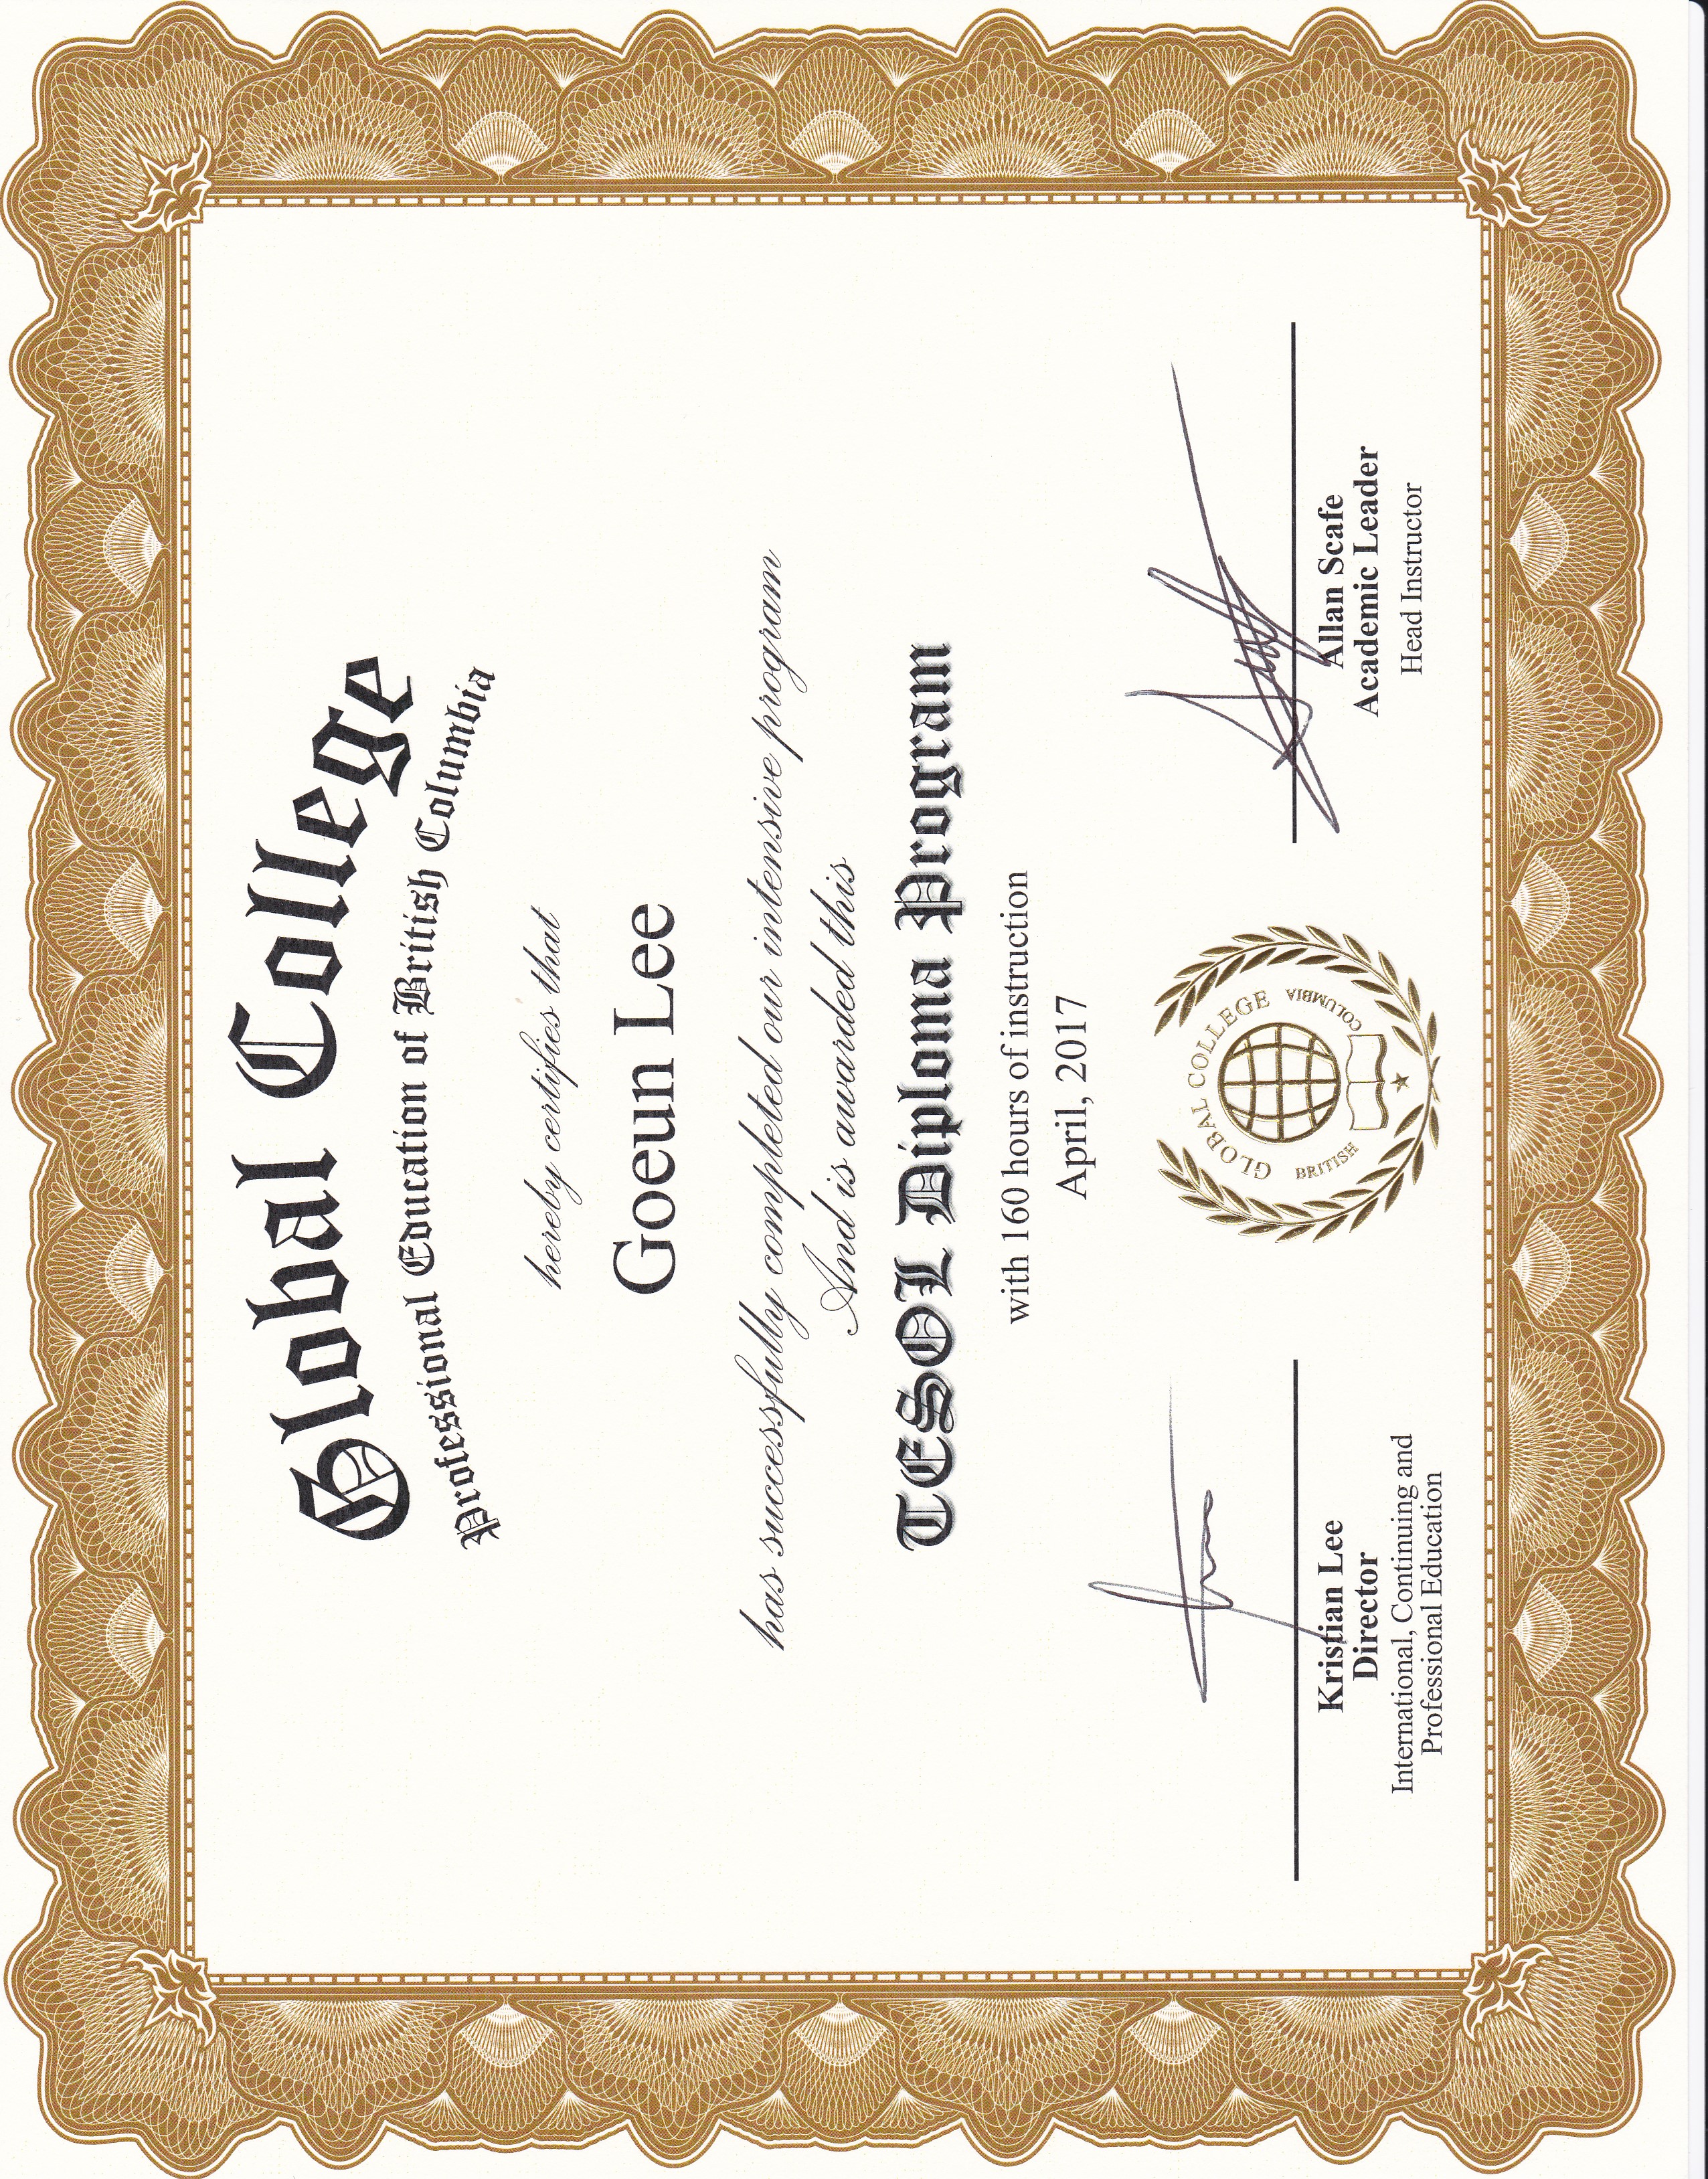 Global College
Professional Education of British Columbia
hereby certifies that
Goeun Lee
has successfully completed our intensive program
And is awarded this
TESOL Diploma Program
with 160 hours of instruction
April, 2017
GLOBAL COLLEGE
BRITISH COLUMBIA
Kristian Lee
Director
International, Continuing and
Professional Education
Allan Scafe
Academic Leader
Head Instructor